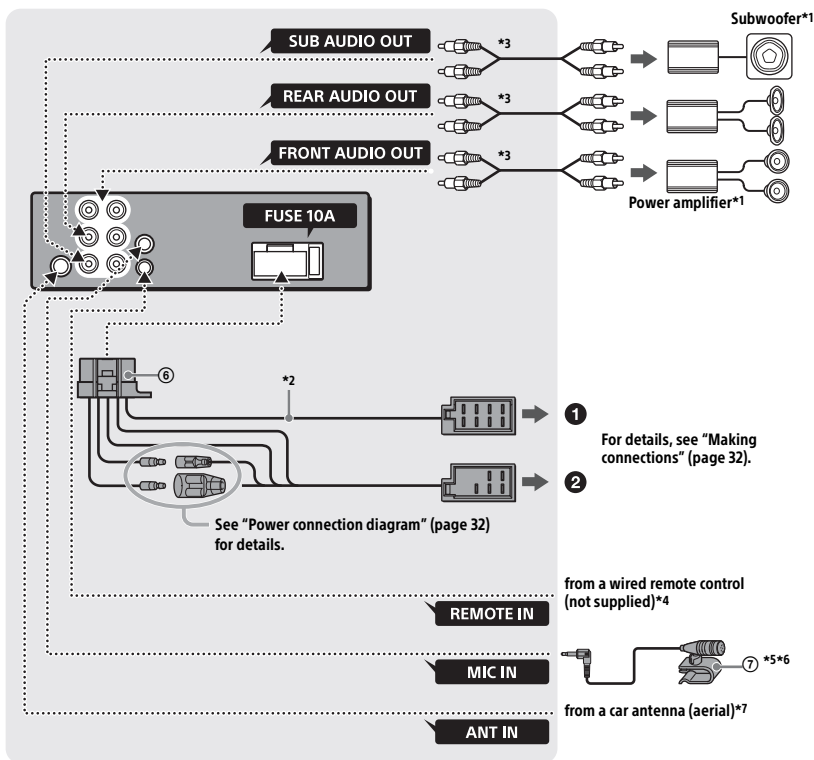 Subwoofer*1
SUB AUDIO OUT
*3
REAR AUDIO OUT
*3
FRONT AUDIO OUT
*3
Power amplifier*1
FUSE 10A
⑥
*2
❶
For details, see “Making
connections” (page 32).
❷
See “Power connection diagram” (page 32)
for details.
from a wired remote control
(not supplied)*4
REMOTE IN
⑦ *5*6
MIC IN
from a car antenna (aerial)*7
ANT IN